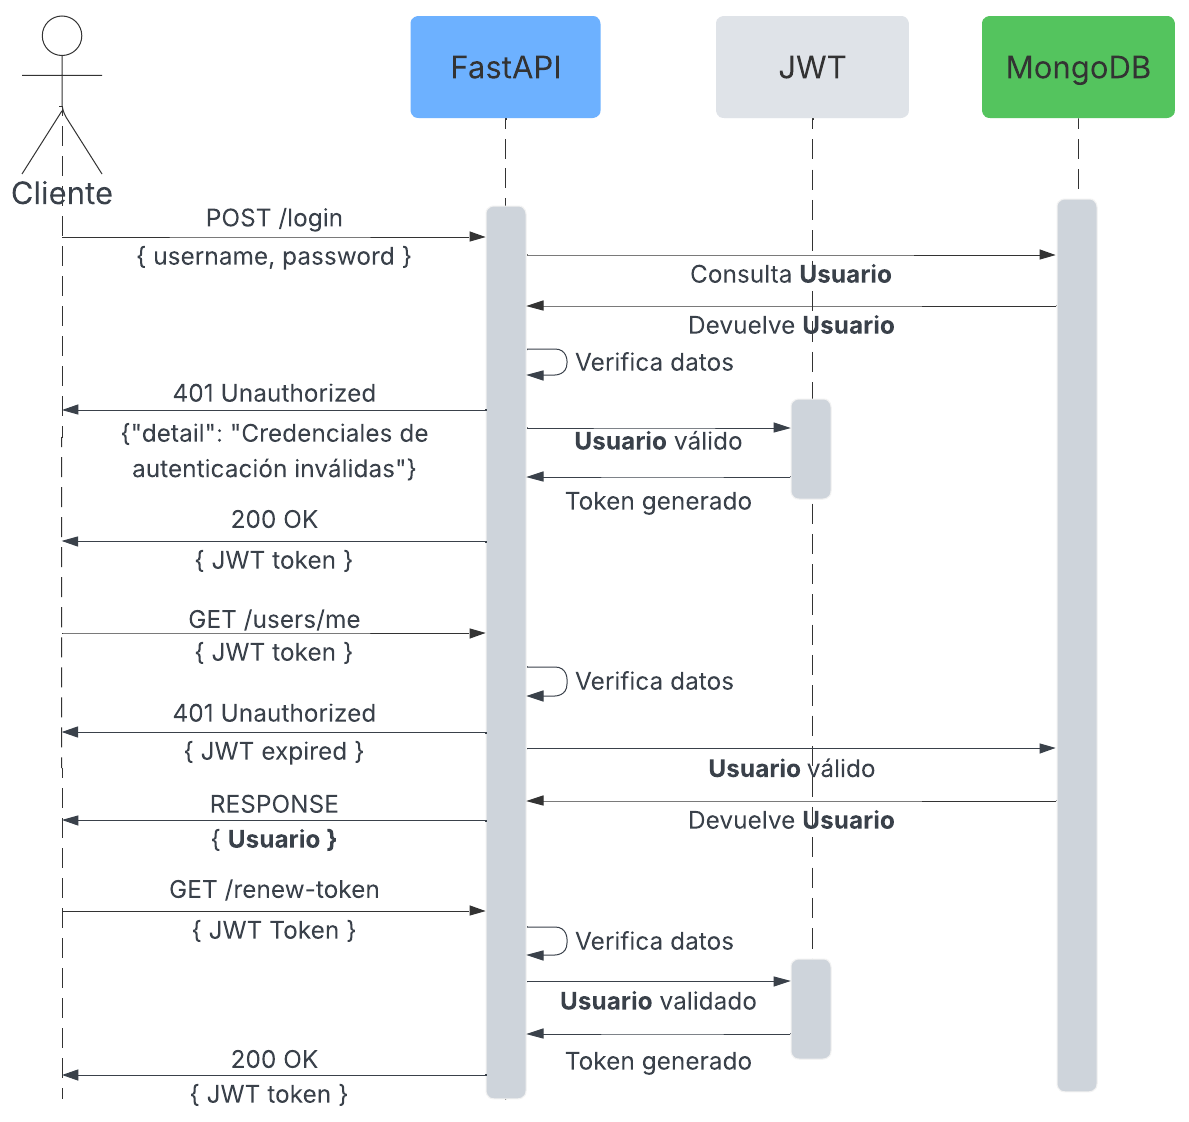 FastAPI
JWT
MongoDB
Cliente
POST /login
{ username, password }
Consulta Usuario
Devuelve Usuario
Verifica datos
401 Unauthorized
{"detail": "Credenciales de
autenticación inválidas"}
Usuario válido
Token generado
200 OK
{ JWT token }
GET /users/me
{ JWT token }
Verifica datos
401 Unauthorized
{ JWT expired }
Usuario válido
RESPONSE
{ Usuario }
Devuelve Usuario
GET /renew-token
{ JWT Token }
Verifica datos
Usuario validado
Token generado
200 OK
{ JWT token }